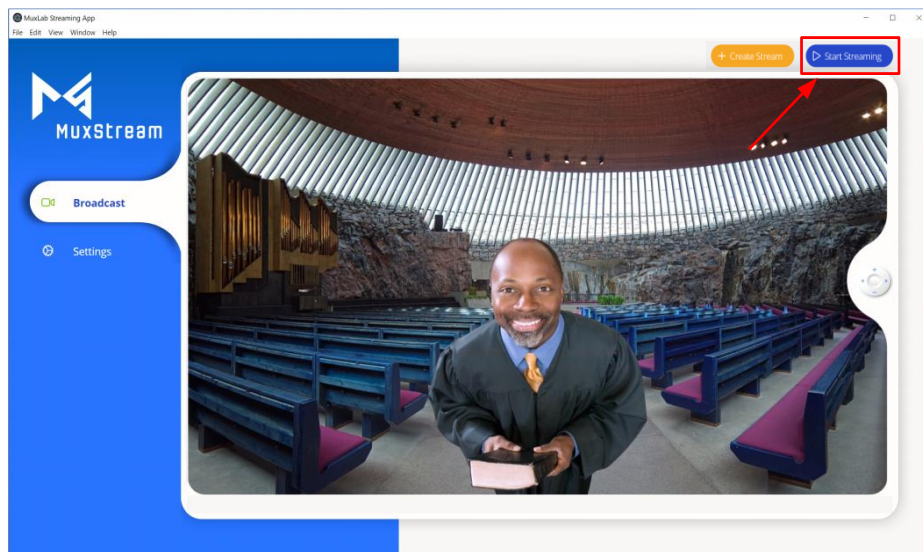 MuxLab Streaming App
File Edit View Window Help
+ Create Stream
Start Streaming
MuxStream
Broadcast
Settings